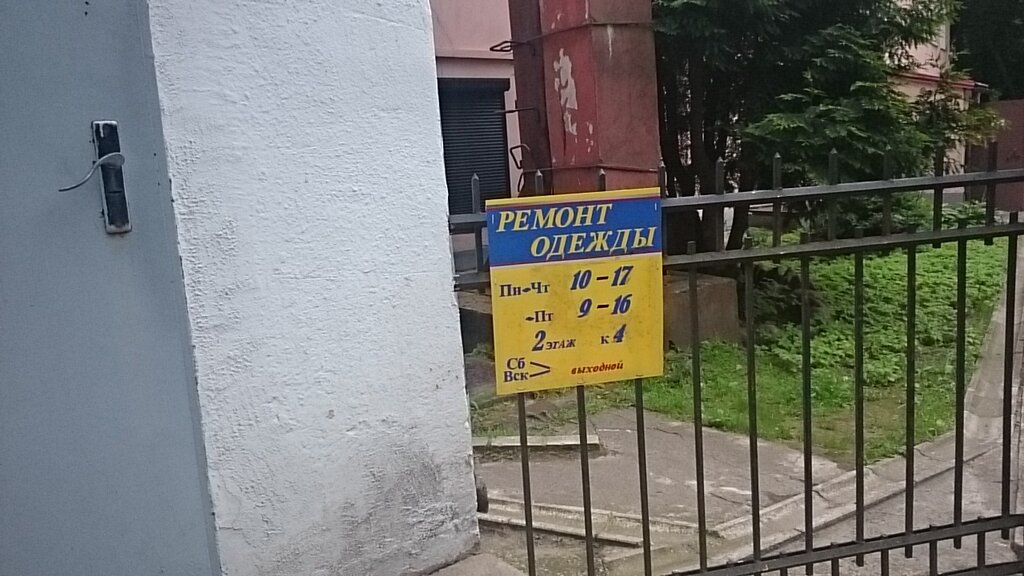 РЕМОНТ
ОДЕЖДЫ
Пн-Чт 10-17
-Пт 9-16
2 ЭТАЖ К 4
Сб
Вск > выходной